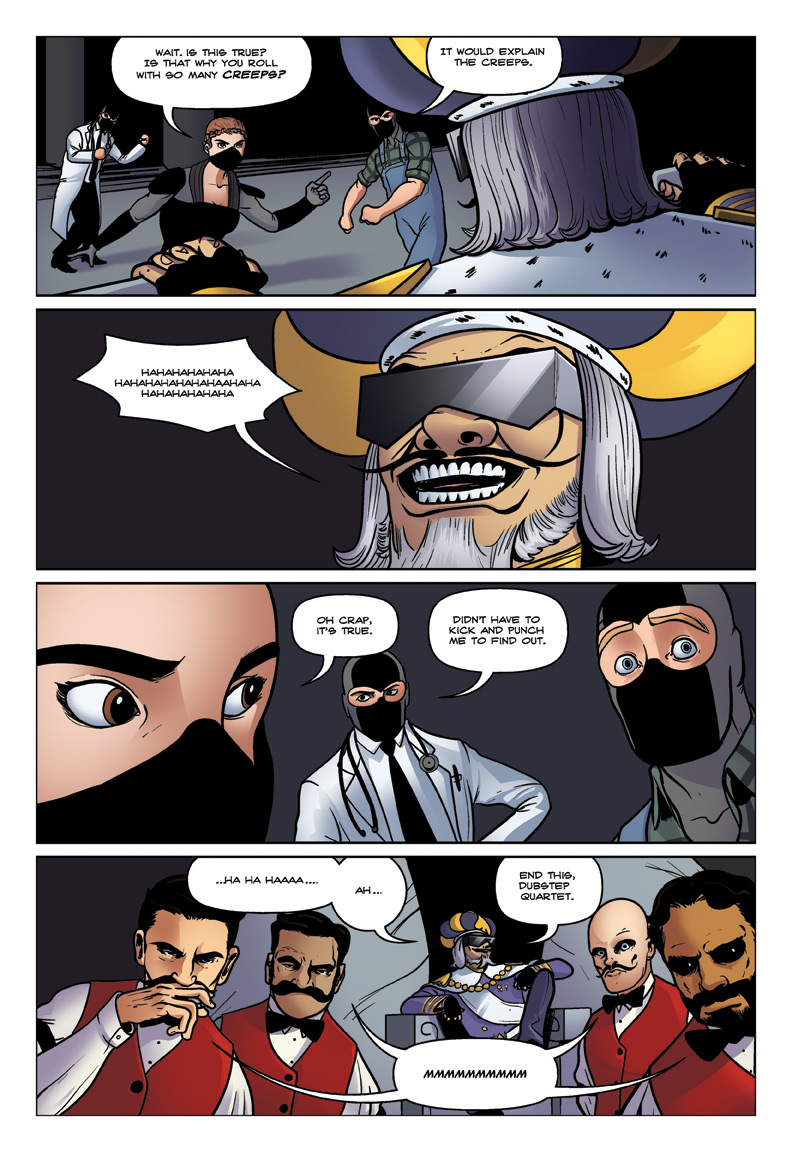 WAIT. IS THIS TRUE?
IS THAT WHY YOU ROLL
WITH SO MANY CREEPS?
IT WOULD EXPLAIN
THE CREEPS.
HAHAHAHAHAHA
HAHAHAHAHAHAHAAHAHA
HAHAHAHAHAHA
OH CRAP,
IT'S TRUE.
DIDN'T HAVE TO
KICK AND PUNCH
ME TO FIND OUT.
...HA HA HAAAA....
AH...
END THIS,
DUBSTEP
QUARTET.
MMMMMMMMMM